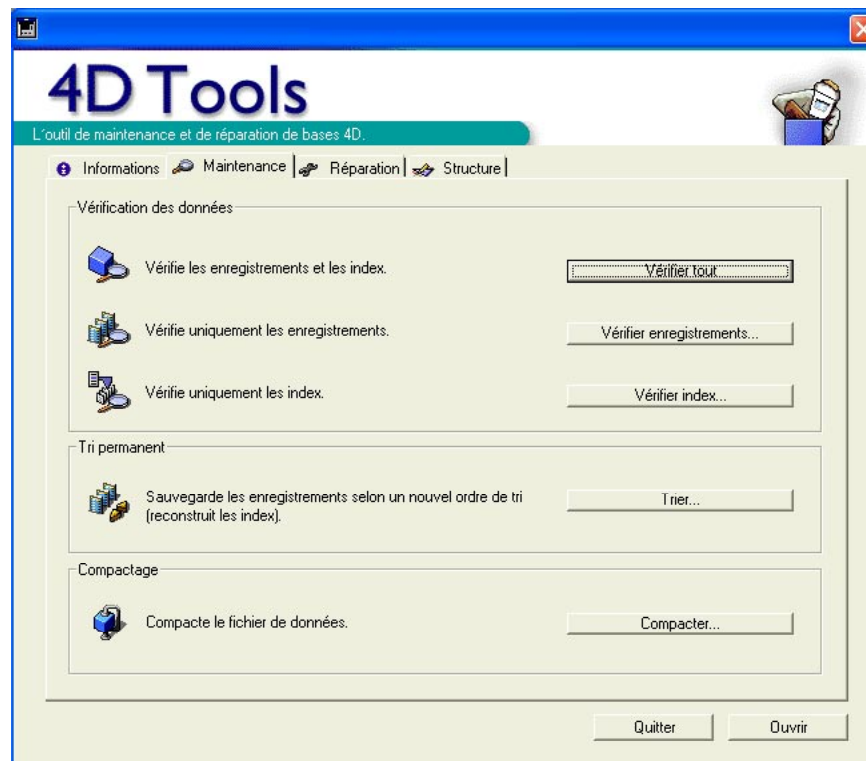 4D Tools
L'outil de maintenance et de réparation de bases 4D.
Informations Maintenance Réparation Structure
Vérification des données
Vérifie les enregistrements et les index. Vérifier tout
Vérifie uniquement les enregistrements. Vérifier enregistrements...
Vérifie uniquement les index. Vérifier index...
Tri permanent
Sauvegarde les enregistrements selon un nouvel ordre de tri Trier...
(reconstruit les index).
Compactage
Compacte le fichier de données. Compacter...
Quitter Ouvrir